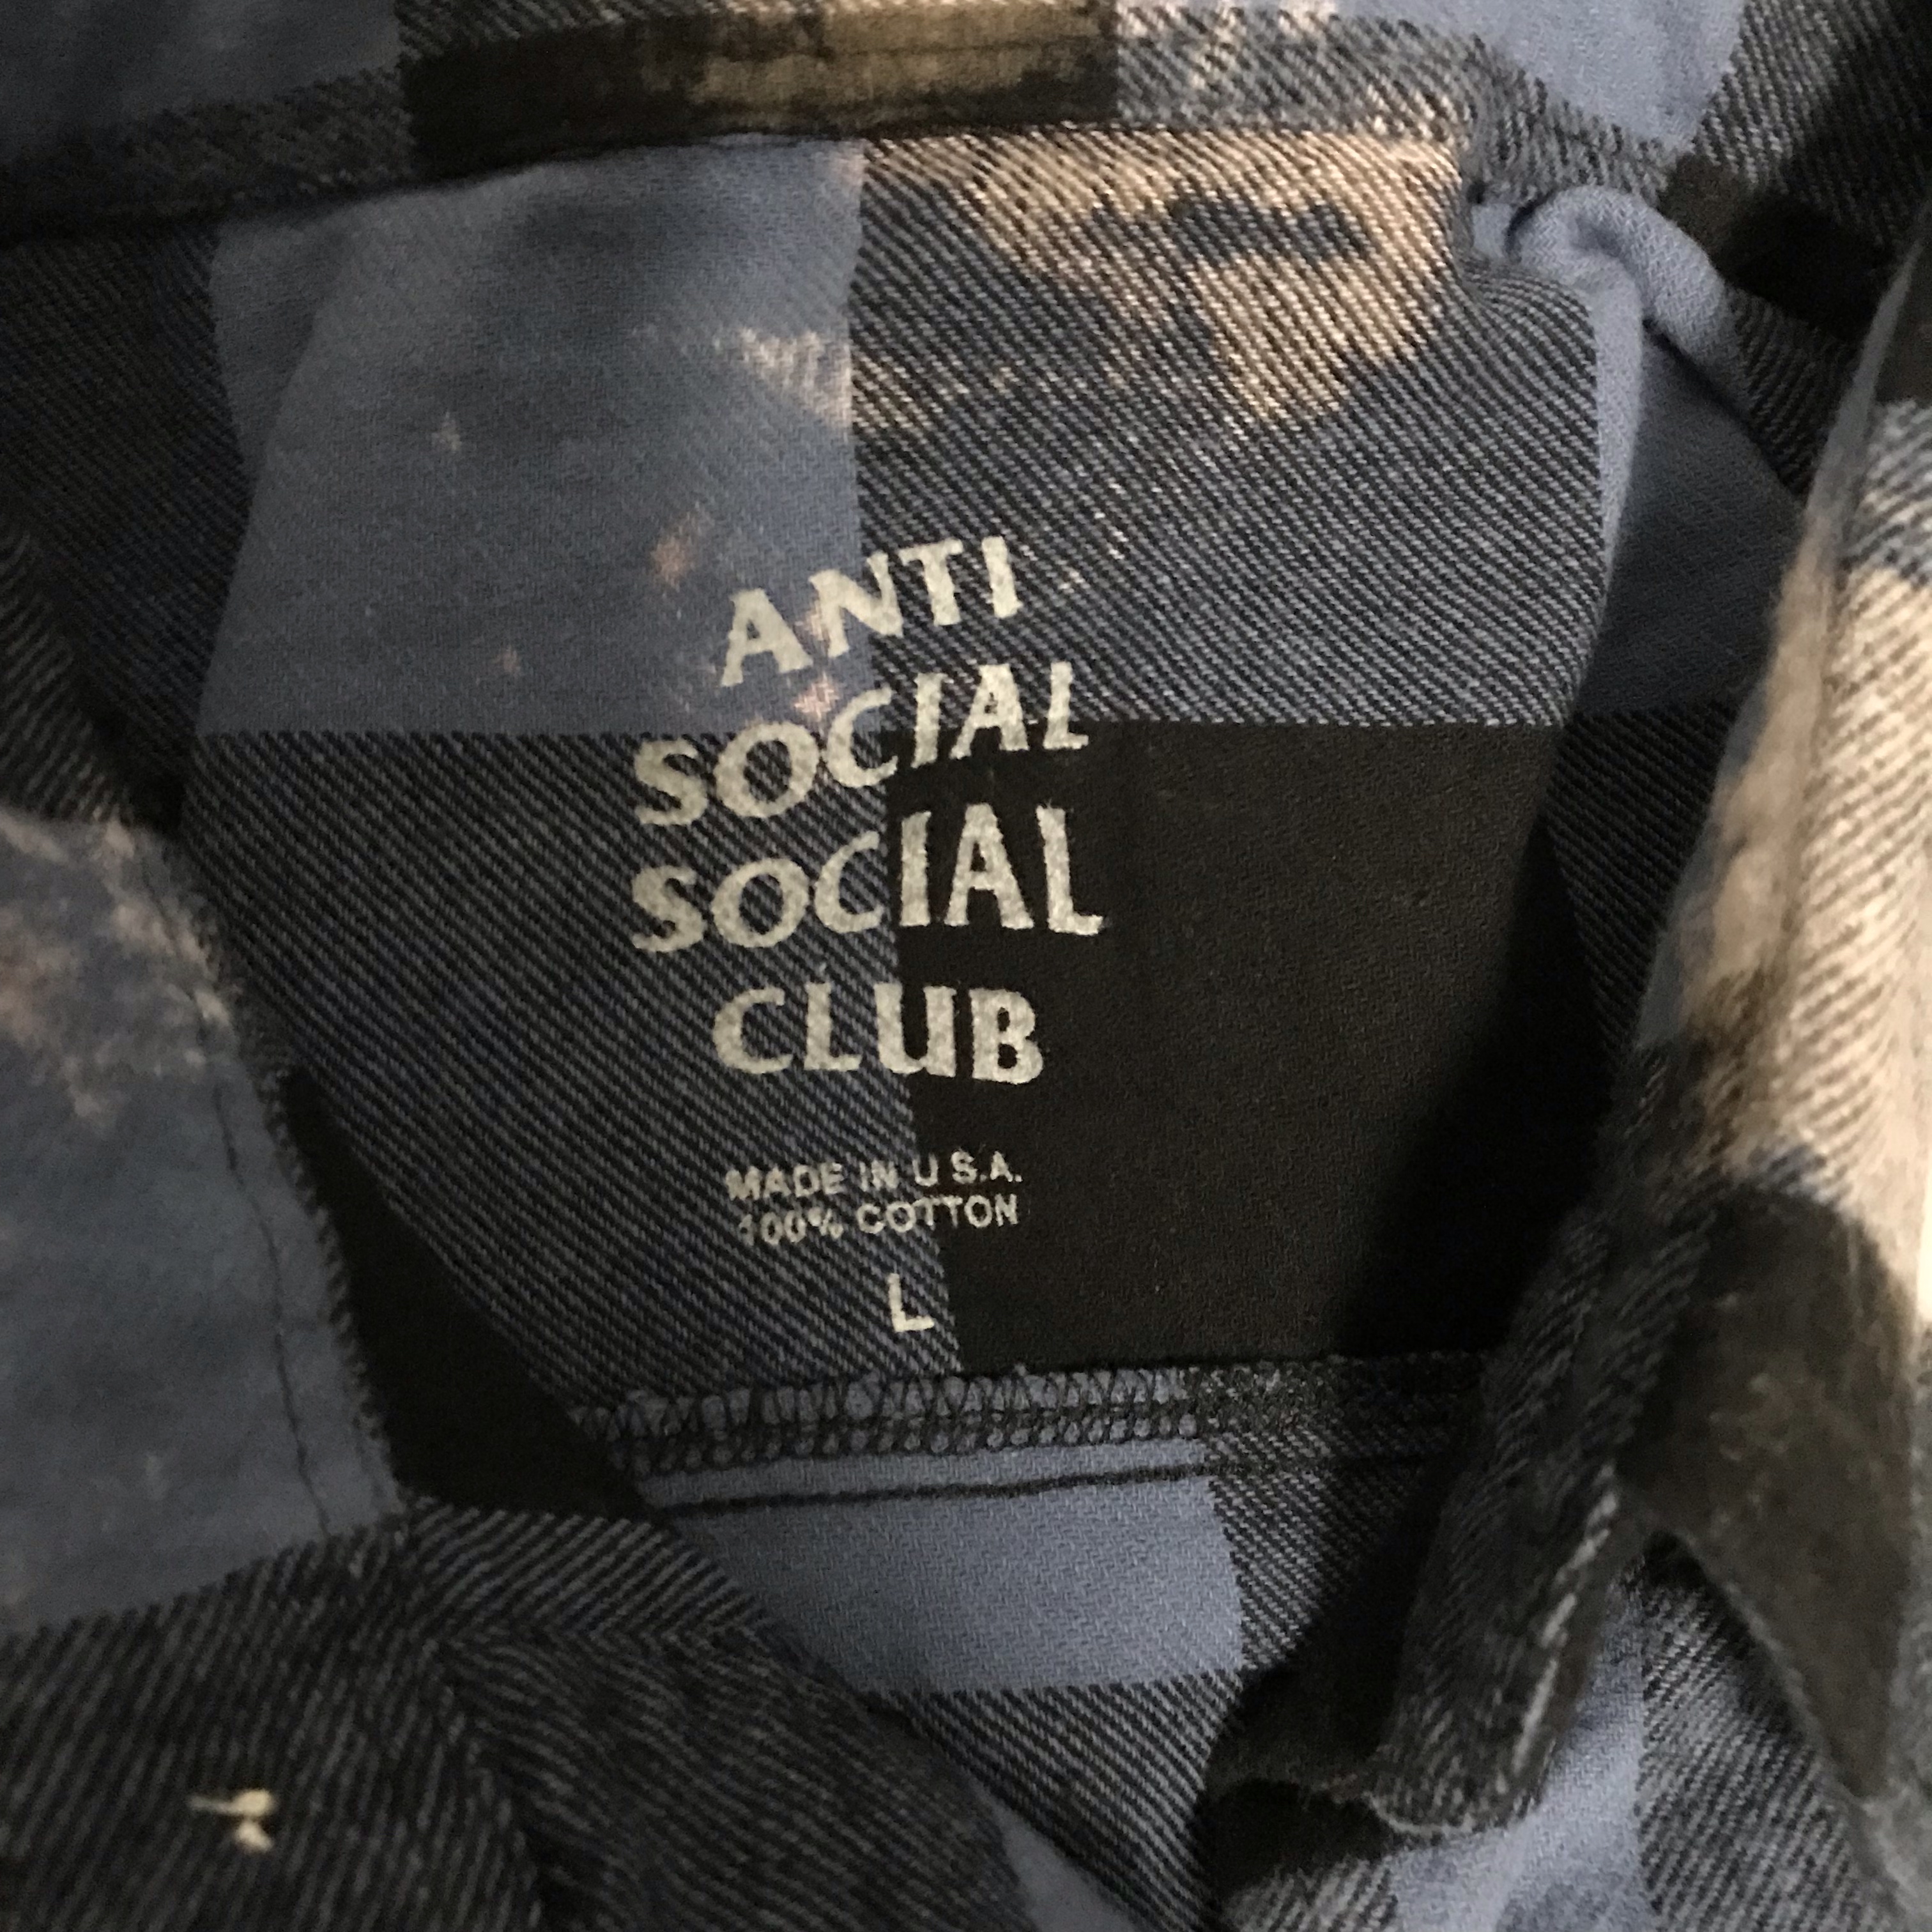 ANTI
SOCIAL
SOCIAL
CLUB
MADE IN U.S.A.
100% COTTON
L